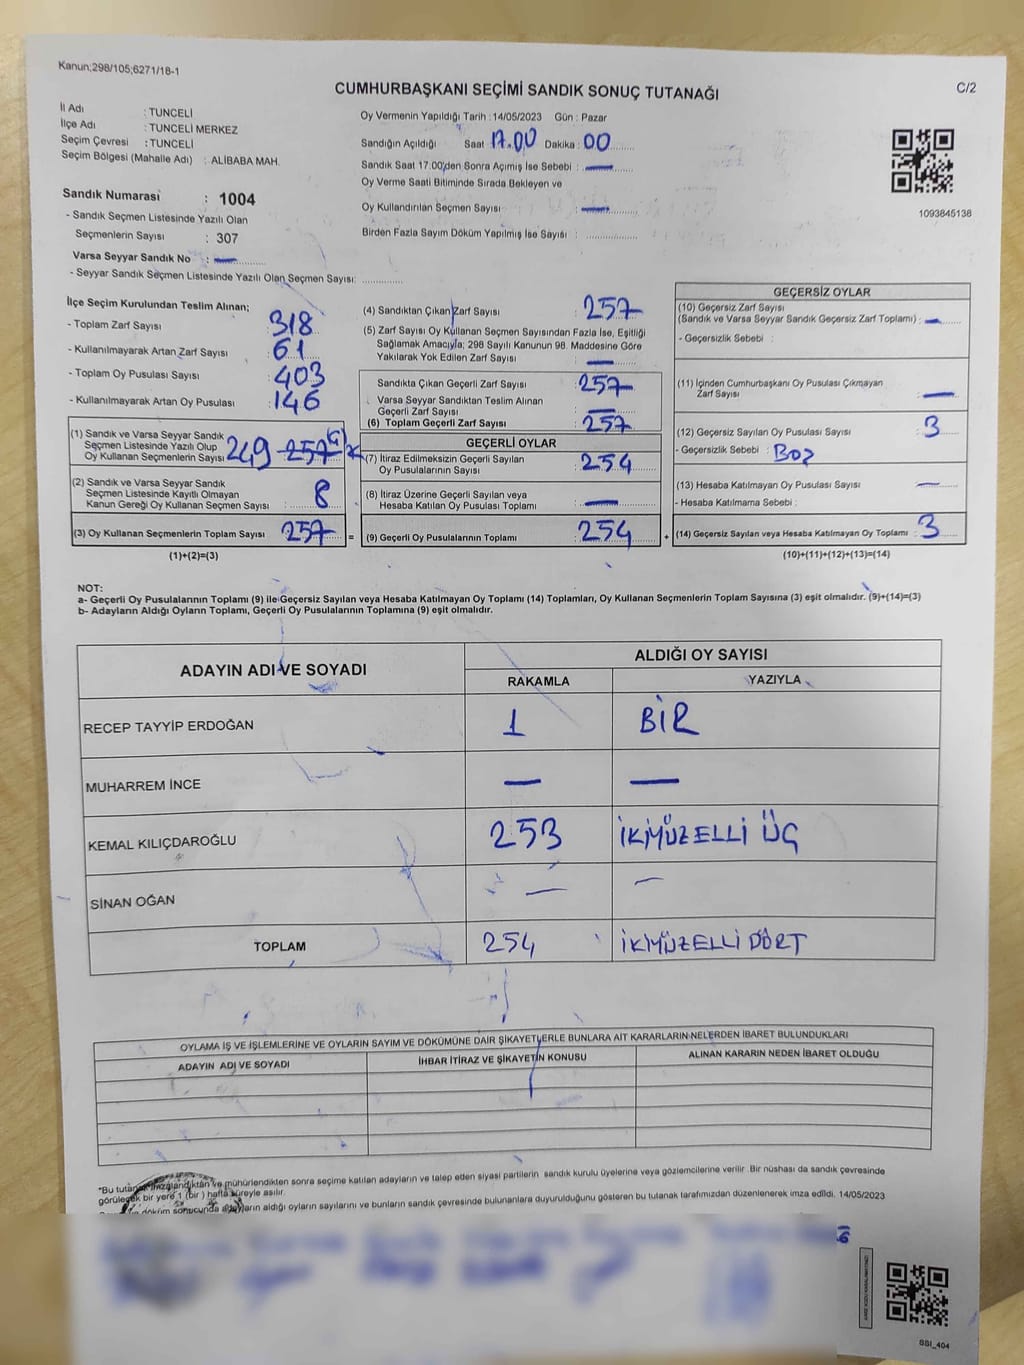 Kanun;298/105;6271/18-1
CUMHURBAŞKANI SEÇİMİ SANDIK SONUÇ TUTANAĞI
C/2
İl Adı : TUNCELİ
İlçe Adı : TUNCELİ MERKEZ
Seçim Çevresi : TUNCELİ
Seçim Bölgesi (Mahalle Adı) : ALİBABA MAH.
Sandık Numarası : 1004
- Sandık Seçmen Listesinde Yazılı Olan
Seçmenlerin Sayısı : 307
Varsa Seyyar Sandık No : —
- Seyyar Sandık Seçmen Listesinde Yazılı Olan Seçmen Sayısı: ..............
Oy Vermenin Yapıldığı Tarih : 14/05/2023 Gün : Pazar
Sandığın Açıldığı Saat 17.00 Dakika : 00
Sandık Saat 17.00'den Sonra Açımış İse Sebebi : —
Oy Verme Saati Bitiminde Sırada Bekleyen ve
Oy Kullandırılan Seçmen Sayısı : —
Birden Fazla Sayım Döküm Yapılmış İse Sayısı : ..............
1093845138
İlçe Seçim Kurulundan Teslim Alınan;
- Toplam Zarf Sayısı : 318
- Kullanılmayarak Artan Zarf Sayısı : 61
- Toplam Oy Pusulası Sayısı : 403
- Kullanılmayarak Artan Oy Pusulası : 146
(1) Sandık ve Varsa Seyyar Sandık
Seçmen Listesinde Yazılı Olup
Oy Kullanan Seçmenlerin Sayısı : 249 257
(2) Sandık ve Varsa Seyyar Sandık
Seçmen Listesinde Kayıtlı Olmayan
Kanun Gereği Oy Kullanan Seçmen Sayısı : 8
(3) Oy Kullanan Seçmenlerin Toplam Sayısı : 257 =
(1)+(2)=(3)
(4) Sandıktan Çıkan Zarf Sayısı : 257
(5) Zarf Sayısı Oy Kullanan Seçmen Sayısından Fazla İse, Eşitliği
Sağlamak Amacıyla; 298 Sayılı Kanunun 98. Maddesine Göre
Yakılarak Yok Edilen Zarf Sayısı : —
Sandıkta Çıkan Geçerli Zarf Sayısı : 257
Varsa Seyyar Sandıktan Teslim Alınan
Geçerli Zarf Sayısı : —
(6) Toplam Geçerli Zarf Sayısı : 257
GEÇERLİ OYLAR
(7) İtiraz Edilmeksizin Geçerli Sayılan
Oy Pusulalarının Sayısı : 254
(8) İtiraz Üzerine Geçerli Sayılan veya
Hesaba Katılan Oy Pusulası Toplamı : —
(9) Geçerli Oy Pusulalarının Toplamı : 254 +
GEÇERSİZ OYLAR
(10) Geçersiz Zarf Sayısı
(Sandık ve Varsa Seyyar Sandık Geçersiz Zarf Toplamı) : —
- Geçersizlik Sebebi :
(11) İçinden Cumhurbaşkanı Oy Pusulası Çıkmayan
Zarf Sayısı : —
(12) Geçersiz Sayılan Oy Pusulası Sayısı : 3
- Geçersizlik Sebebi : Boz
(13) Hesaba Katılmayan Oy Pusulası Sayısı : —
- Hesaba Katılmama Sebebi :
(14) Geçersiz Sayılan veya Hesaba Katılmayan Oy Toplamı : 3
(10)+(11)+(12)+(13)=(14)
NOT:
a- Geçerli Oy Pusulalarının Toplamı (9) ile Geçersiz Sayılan veya Hesaba Katılmayan Oy Toplamı (14) Toplamları, Oy Kullanan Seçmenlerin Toplam Sayısına (3) eşit olmalıdır. (9)+(14)=(3)
b- Adayların Aldığı Oyların Toplamı, Geçerli Oy Pusulalarının Toplamına (9) eşit olmalıdır.
ADAYIN ADI VE SOYADI ALDIĞI OY SAYISI
RAKAMLA YAZIYLA
RECEP TAYYİP ERDOĞAN 1 BİR
MUHARREM İNCE — —
KEMAL KILIÇDAROĞLU 253 İKİYÜZELLİ ÜÇ
SİNAN OĞAN — —
TOPLAM 254 İKİYÜZELLİ DÖRT
OYLAMA İŞ VE İŞLEMLERİNE VE OYLARIN SAYIM VE DÖKÜMÜNE DAİR ŞİKAYETLERLE BUNLARA AİT KARARLARIN NELERDEN İBARET BULUNDUKLARI
ADAYIN ADI VE SOYADI İHBAR İTİRAZ VE ŞİKAYETİN KONUSU ALINAN KARARIN NEDEN İBARET OLDUĞU
*Bu tutanak imzalandıktan ve mühürlendikten sonra seçime katılan adayların ve talep eden siyasi partilerin sandık kurulu üyelerine veya gözlemcilerine verilir .Bir nüshası da sandık çevresinde
görülecek bir yere 1 (bir ) hafta süreyle asılır.
döküm sonucunda adayların aldığı oyların sayılarını ve bunların sandık çevresinde bulunanlara duyurulduğunu gösteren bu tutanak tarafımızdan düzenlenerek imza edildi. 14/05/2023
SSI_404